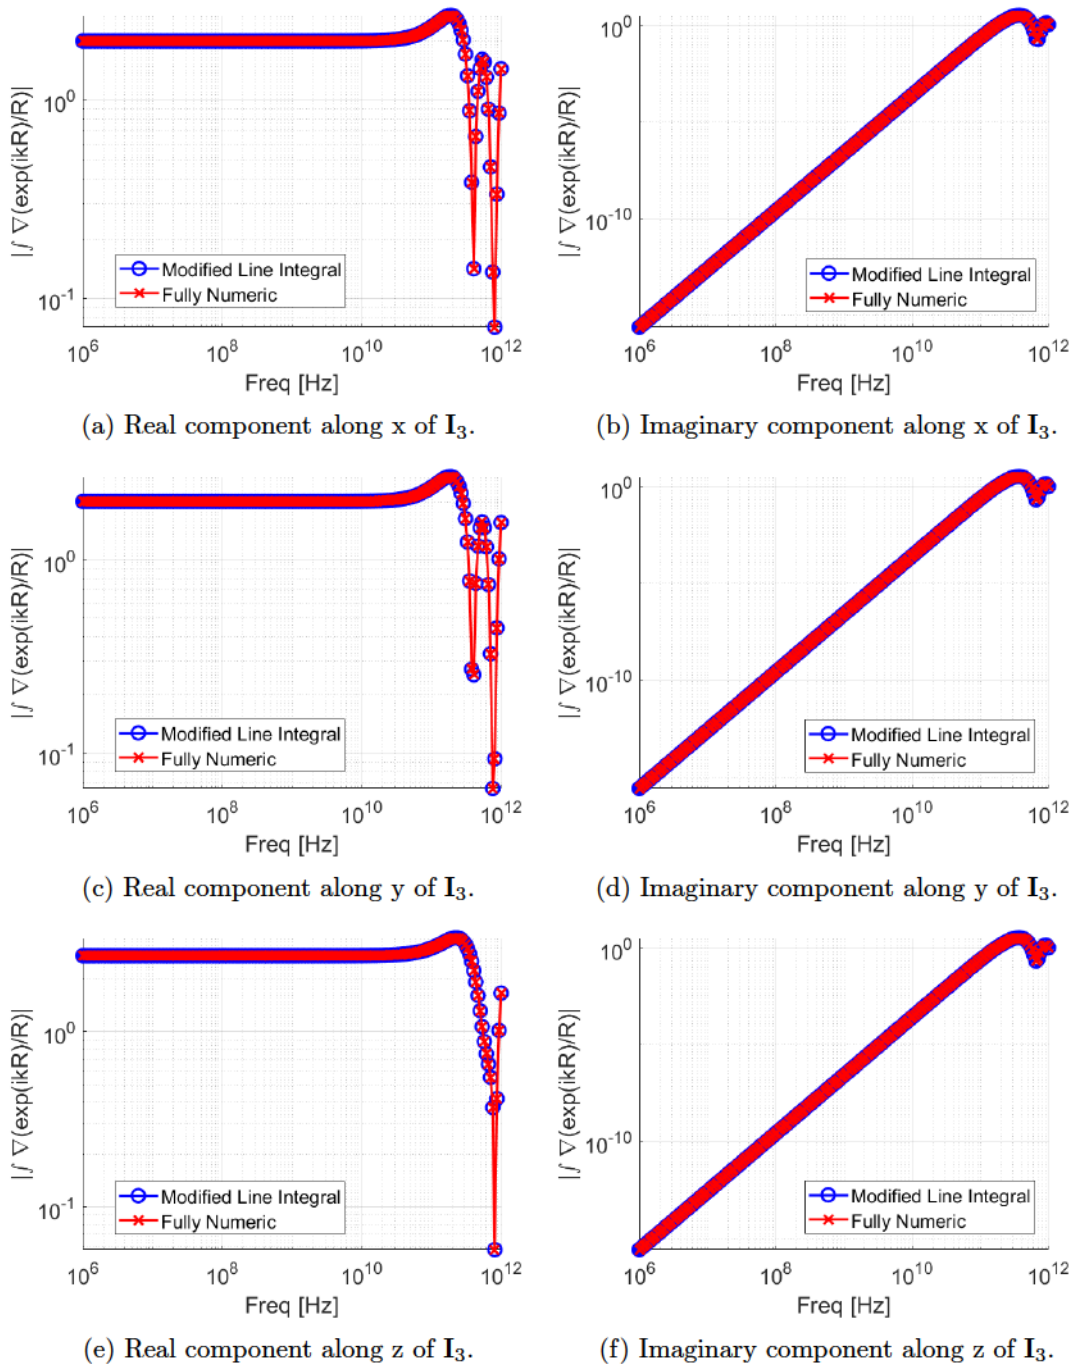 |∫ ∇(exp(ikR)/R)|
10^0
10^-1
Modified Line Integral
Fully Numeric
10^6 10^8 10^10 10^12
Freq [Hz]
(a) Real component along x of I_3.
|∫ ∇(exp(ikR)/R)|
10^0
10^-10
Modified Line Integral
Fully Numeric
10^6 10^8 10^10 10^12
Freq [Hz]
(b) Imaginary component along x of I_3.
|∫ ∇(exp(ikR)/R)|
10^0
10^-1
Modified Line Integral
Fully Numeric
10^6 10^8 10^10 10^12
Freq [Hz]
(c) Real component along y of I_3.
|∫ ∇(exp(ikR)/R)|
10^0
10^-10
Modified Line Integral
Fully Numeric
10^6 10^8 10^10 10^12
Freq [Hz]
(d) Imaginary component along y of I_3.
|∫ ∇(exp(ikR)/R)|
10^0
10^-1
Modified Line Integral
Fully Numeric
10^6 10^8 10^10 10^12
Freq [Hz]
(e) Real component along z of I_3.
|∫ ∇(exp(ikR)/R)|
10^0
10^-10
Modified Line Integral
Fully Numeric
10^6 10^8 10^10 10^12
Freq [Hz]
(f) Imaginary component along z of I_3.